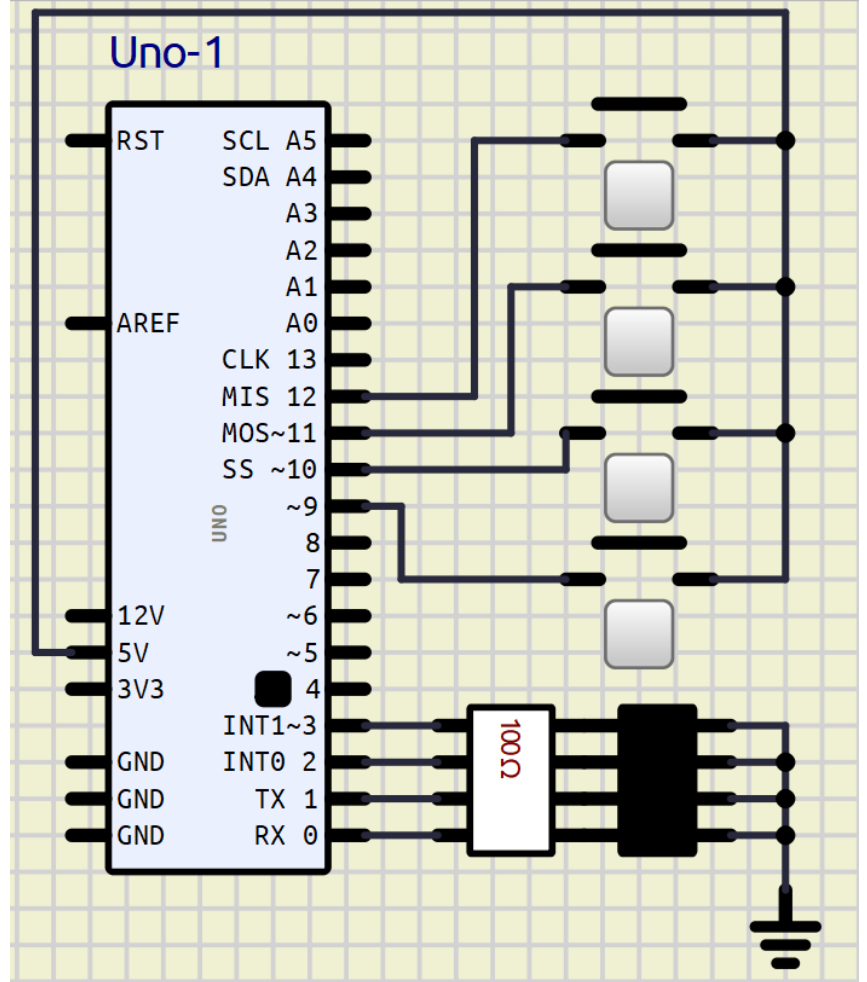 Uno-1
RST SCL A5
SDA A4
A3
A2
A1
AREF A0
CLK 13
MIS 12
MOS~11
SS ~10
UNO
~9
8
7
12V ~6
5V ~5
3V3 4
INT1~3
GND INT0 2
GND TX 1
GND RX 0
100Ω